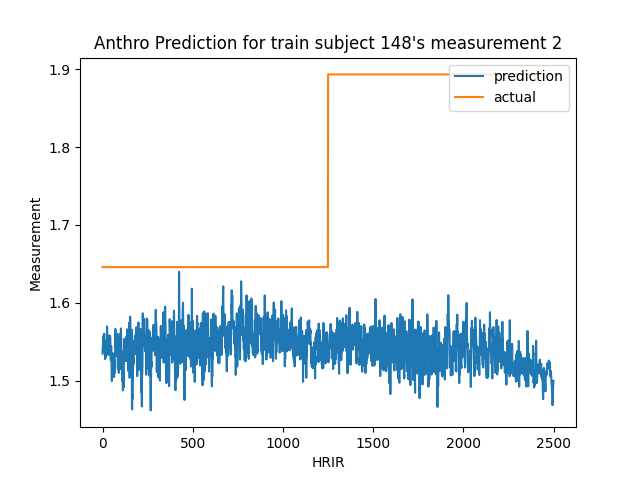 Anthro Prediction for train subject 148's measurement 2
prediction
actual
1.9
1.8
1.7
1.6
1.5
Measurement
0
500
1000
1500
2000
2500
HRIR